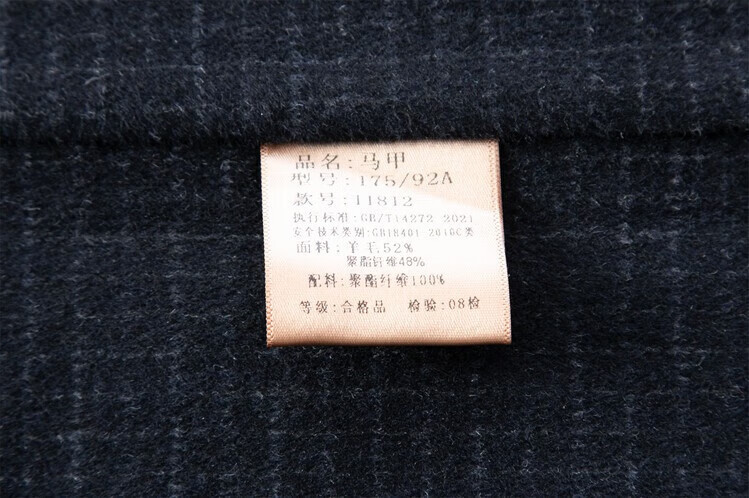 品名:马甲
型号:175/92A
款号:11812
执行标准:GB/T14272 2021
安全技术类别:GB18401 2010C类
面料:羊毛52%
聚酯纤维48%
配料:聚酯纤维100%
等级:合格品 检验:08检